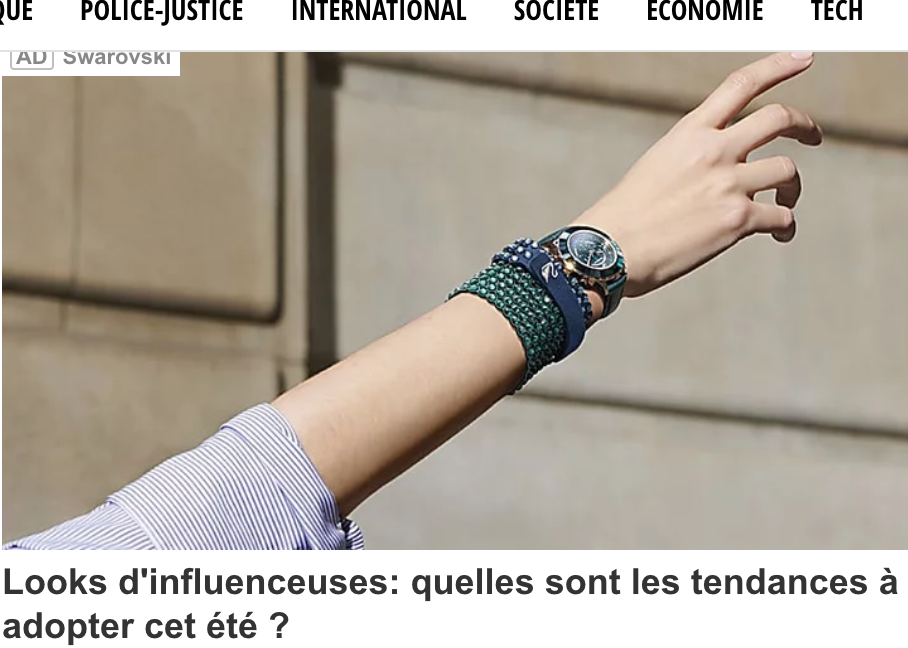 QUE POLICE-JUSTICE INTERNATIONAL SOCIÉTÉ ÉCONOMIE TECH
AD Swarovski
Looks d'influenceuses: quelles sont les tendances à
adopter cet été ?